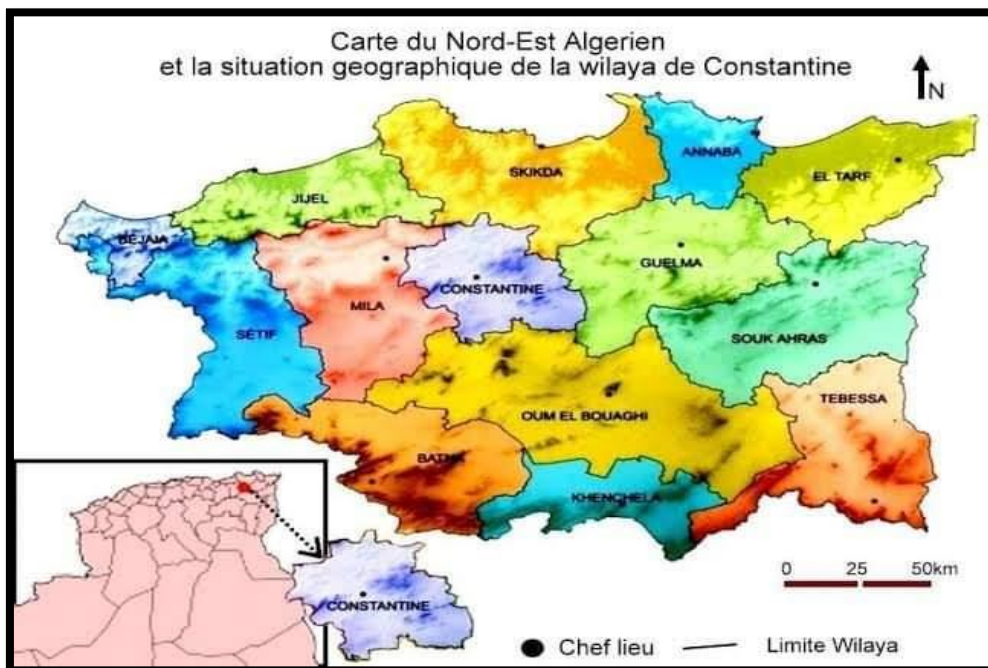 Carte du Nord-Est Algerien
et la situation geographique de la wilaya de Constantine
N
ANNABA
SKIKDA
EL TARF
JIJEL
BEJAIA
GUELMA
CONSTANTINE
MILA
SÉTIF
SOUK AHRAS
TEBESSA
OUM EL BOUAGHI
BATNA
KHENCHELA
0 25 50km
CONSTANTINE
Chef lieu
Limite Wilaya